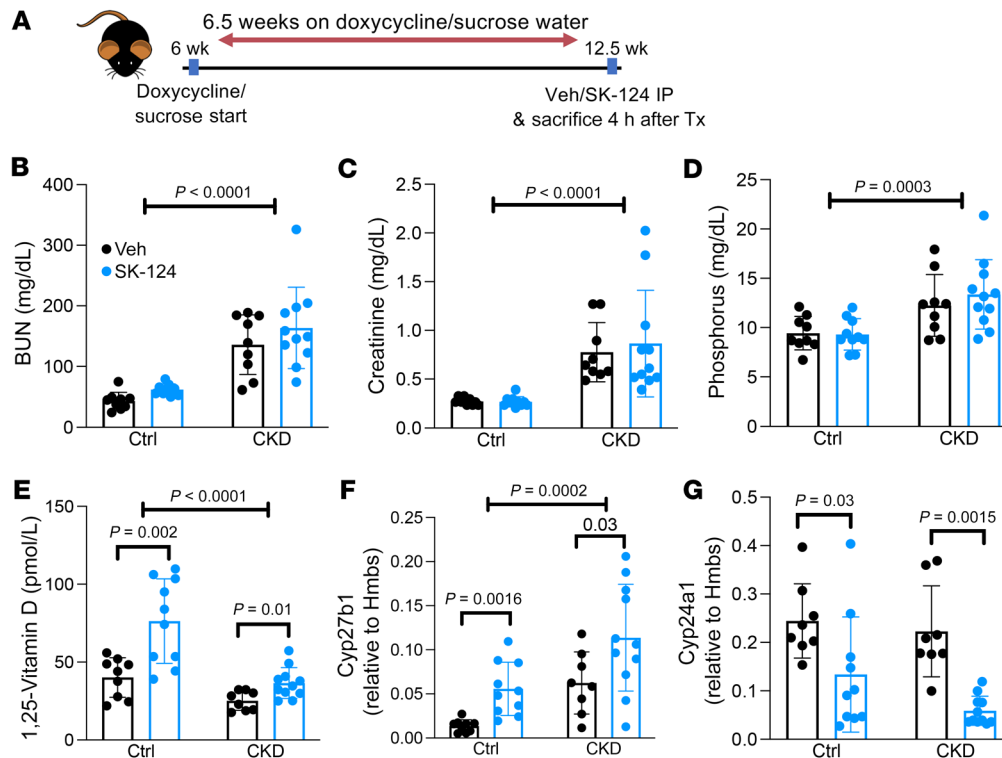 A
6.5 weeks on doxycycline/sucrose water
6 wk
12.5 wk
Doxycycline/
sucrose start
Veh/SK-124 IP
& sacrifice 4 h after Tx
B
BUN (mg/dL)
400
300
200
100
0
P < 0.0001
Veh
SK-124
Ctrl
CKD
C
Creatinine (mg/dL)
2.5
2.0
1.5
1.0
0.5
0.0
P < 0.0001
Ctrl
CKD
D
Phosphorus (mg/dL)
25
20
15
10
5
0
P = 0.0003
Ctrl
CKD
E
1,25-Vitamin D (pmol/L)
150
100
50
0
P < 0.0001
P = 0.002
P = 0.01
Ctrl
CKD
F
Cyp27b1
(relative to Hmbs)
0.25
0.20
0.15
0.10
0.05
0.00
P = 0.0002
0.03
P = 0.0016
Ctrl
CKD
G
Cyp24a1
(relative to Hmbs)
0.5
0.4
0.3
0.2
0.1
0.0
P = 0.03
P = 0.0015
Ctrl
CKD